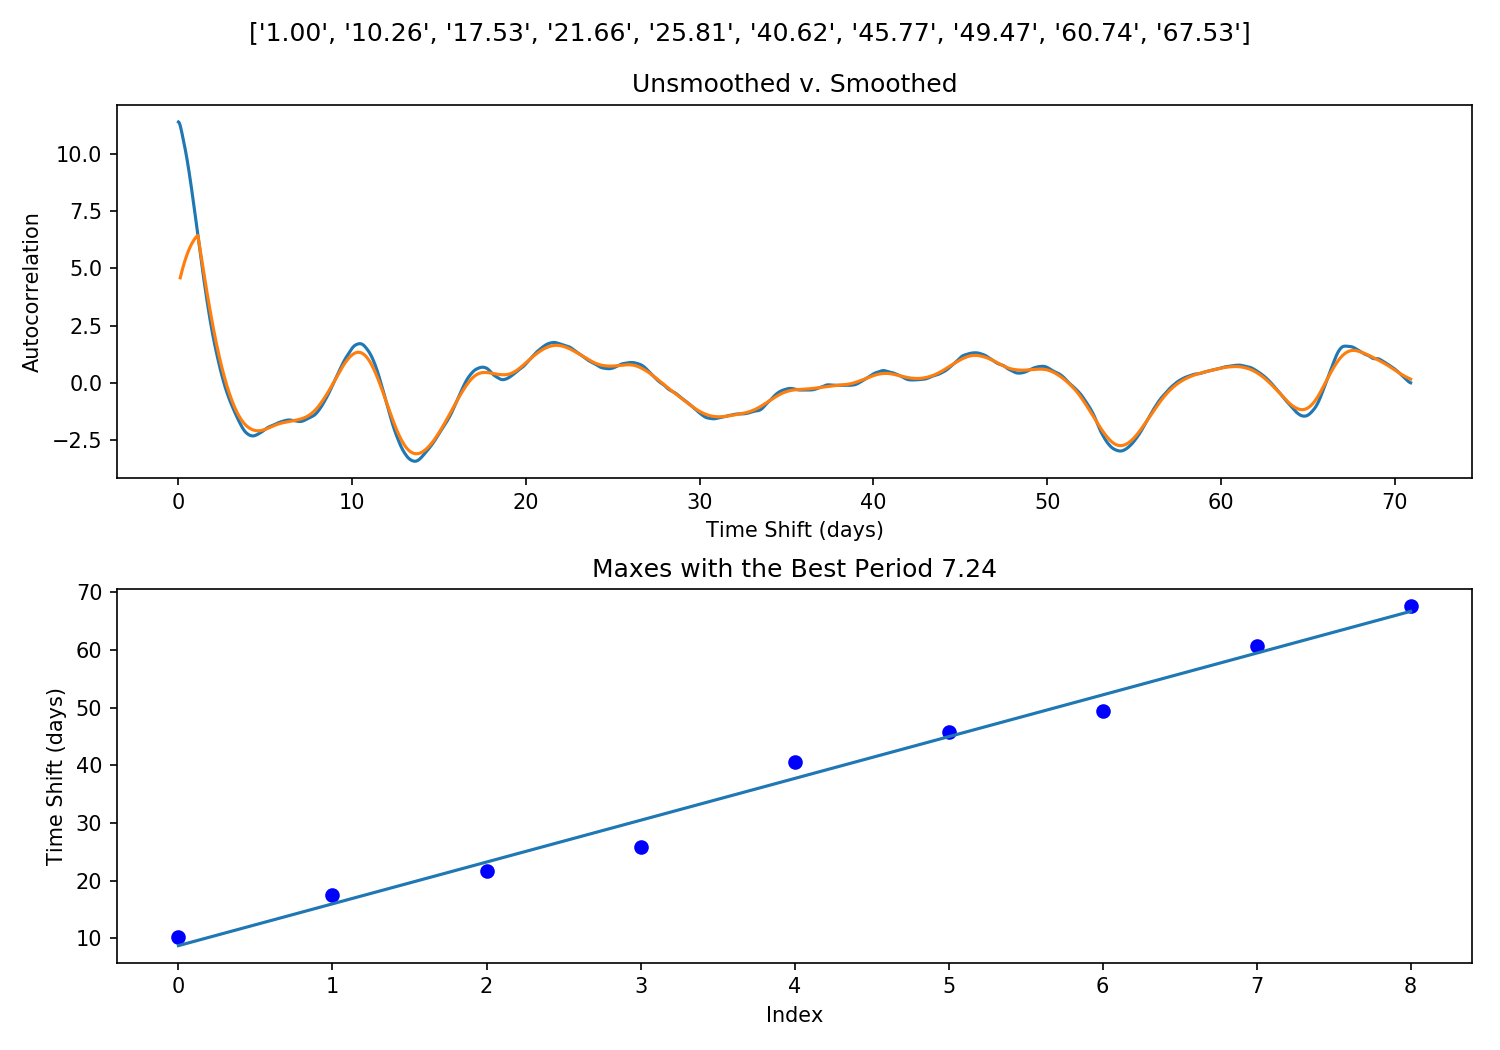 ['1.00', '10.26', '17.53', '21.66', '25.81', '40.62', '45.77', '49.47', '60.74', '67.53']
Unsmoothed v. Smoothed
Autocorrelation
10.0
7.5
5.0
2.5
0.0
−2.5
0 10 20 30 40 50 60 70
Time Shift (days)
Maxes with the Best Period 7.24
Time Shift (days)
70
60
50
40
30
20
10
0 1 2 3 4 5 6 7 8
Index